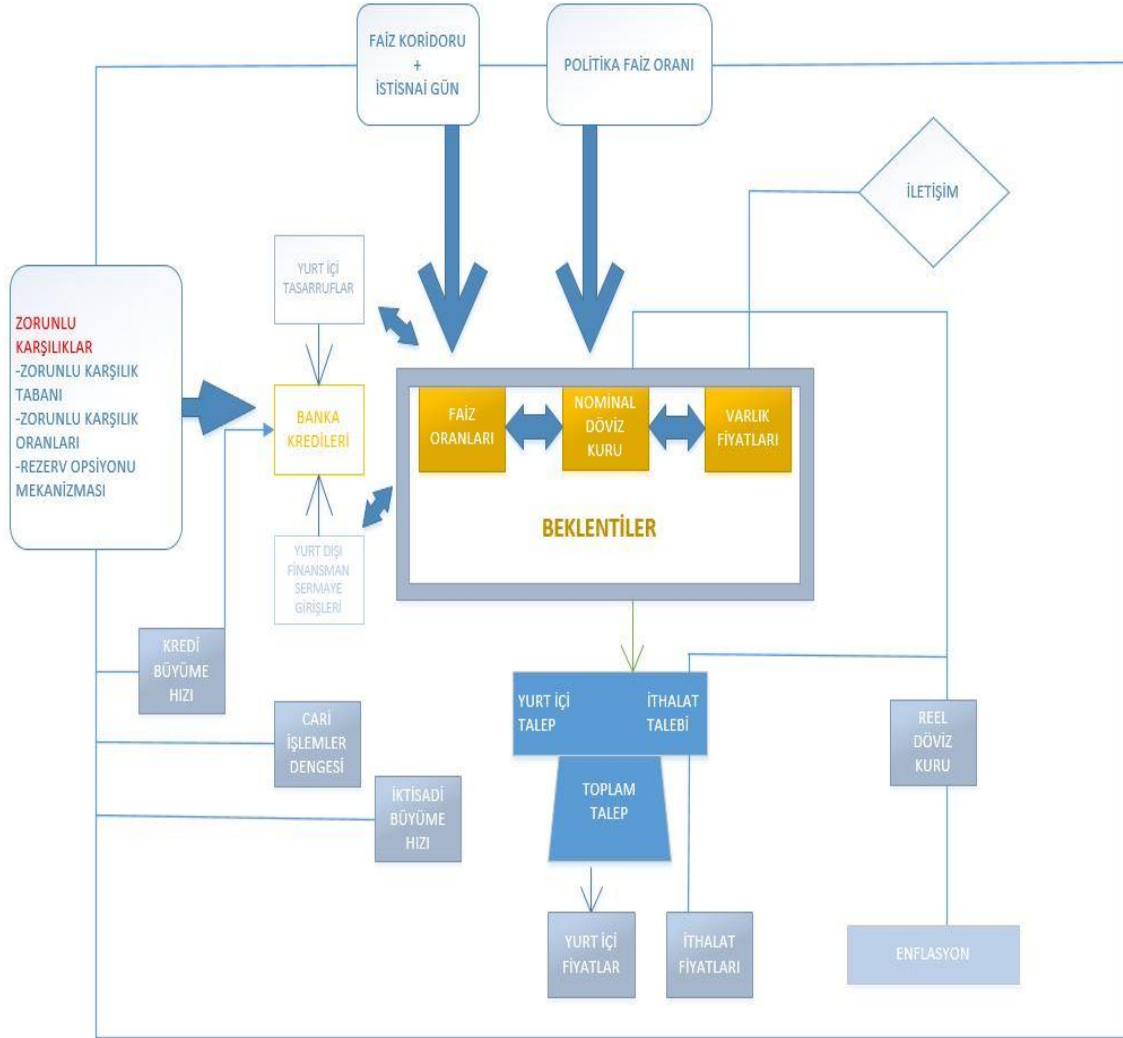 FAİZ KORİDORU
+
İSTİSNAİ GÜN
POLİTİKA FAİZ ORANI
İLETİŞİM
YURT İÇİ
TASARRUFLAR
ZORUNLU
KARŞILIKLAR
-ZORUNLU KARŞILIK
TABANI
-ZORUNLU KARŞILIK
ORANLARI
-REZERV OPSİYONU
MEKANİZMASI
BANKA
KREDİLERİ
FAİZ
ORANLARI
NOMİNAL
DÖVİZ
KURU
VARLIK
FİYATLARI
BEKLENTİLER
YURT DIŞI
FİNANSMAN
SERMAYE
GİRİŞLERİ
KREDİ
BÜYÜME
HIZI
YURT İÇİ
TALEP
İTHALAT
TALEBİ
CARİ
İŞLEMLER
DENGESİ
REEL
DÖVİZ
KURU
İKTİSADİ
BÜYÜME
HIZI
TOPLAM
TALEP
YURT İÇİ
FİYATLAR
İTHALAT
FİYATLARI
ENFLASYON